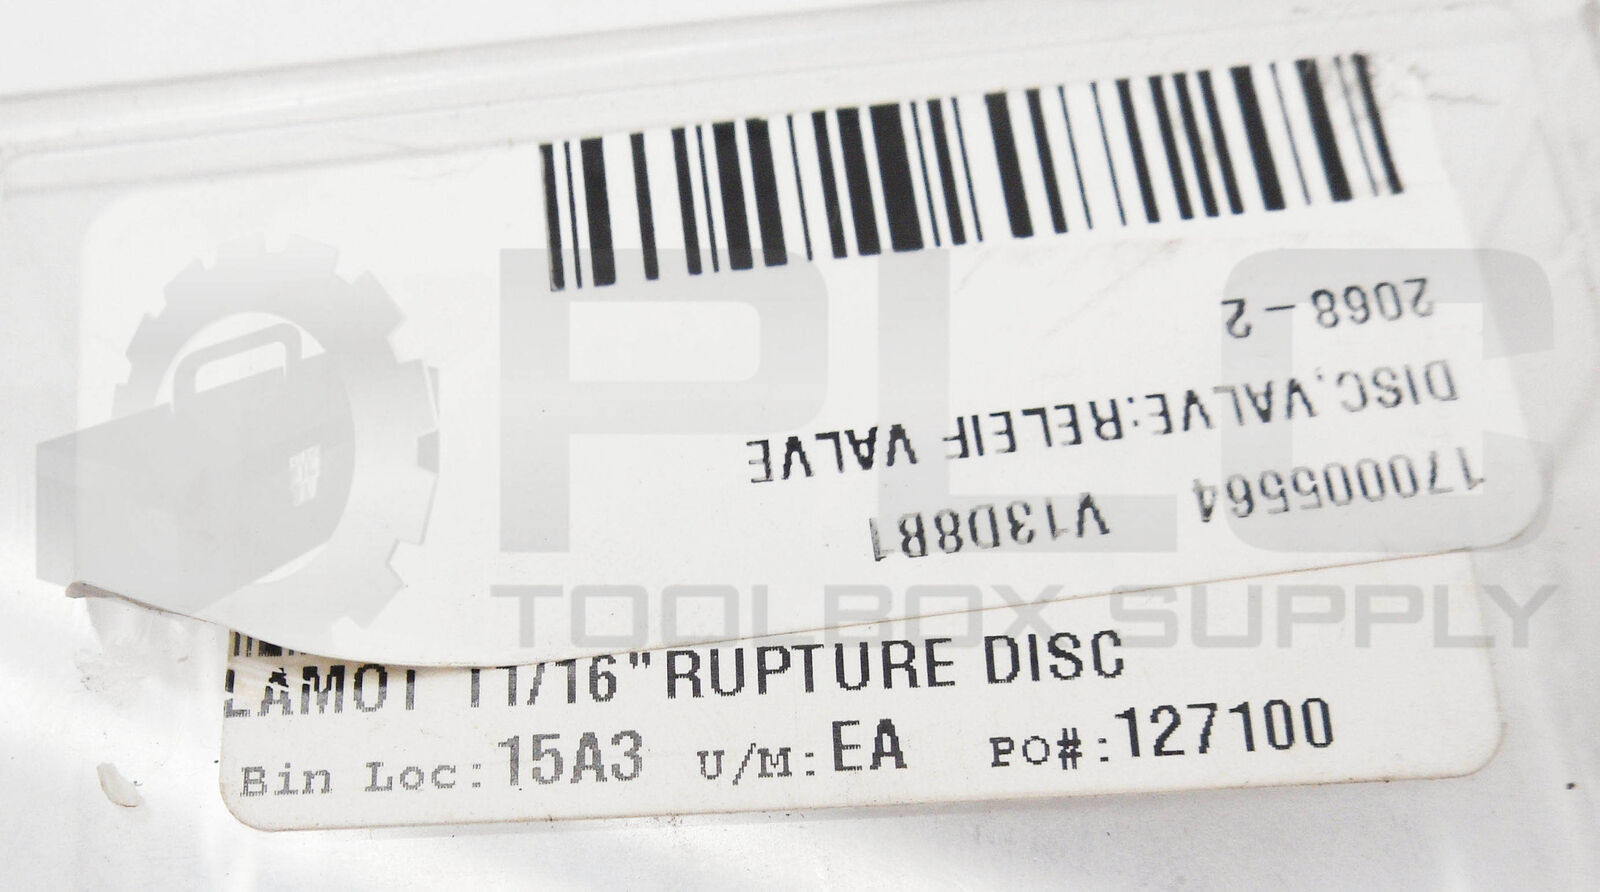 170005564 V13D8B1
DISC,VALVE:RELEIF VALVE
2068-2
LAMOT 11/16" RUPTURE DISC
Bin Loc: 15A3 U/M: EA PO#: 127100
PLC
TOOLBOX SUPPLY